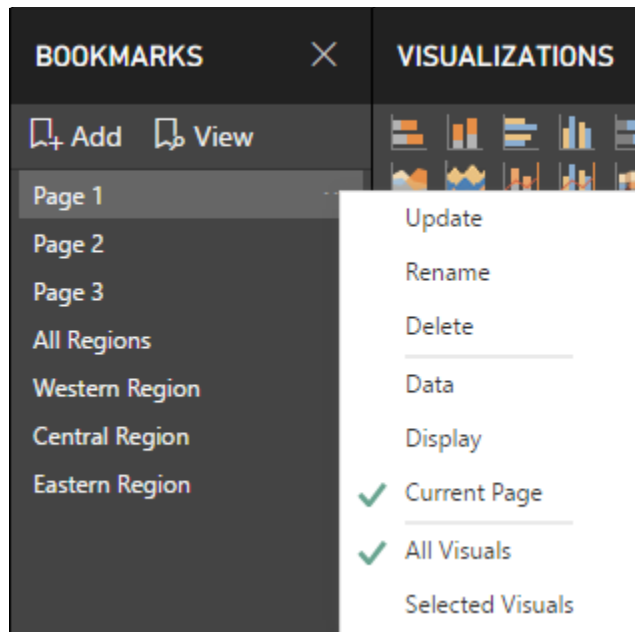 BOOKMARKS
VISUALIZATIONS
Add View
Page 1
Page 2
Page 3
All Regions
Western Region
Central Region
Eastern Region
Update
Rename
Delete
Data
Display
Current Page
All Visuals
Selected Visuals